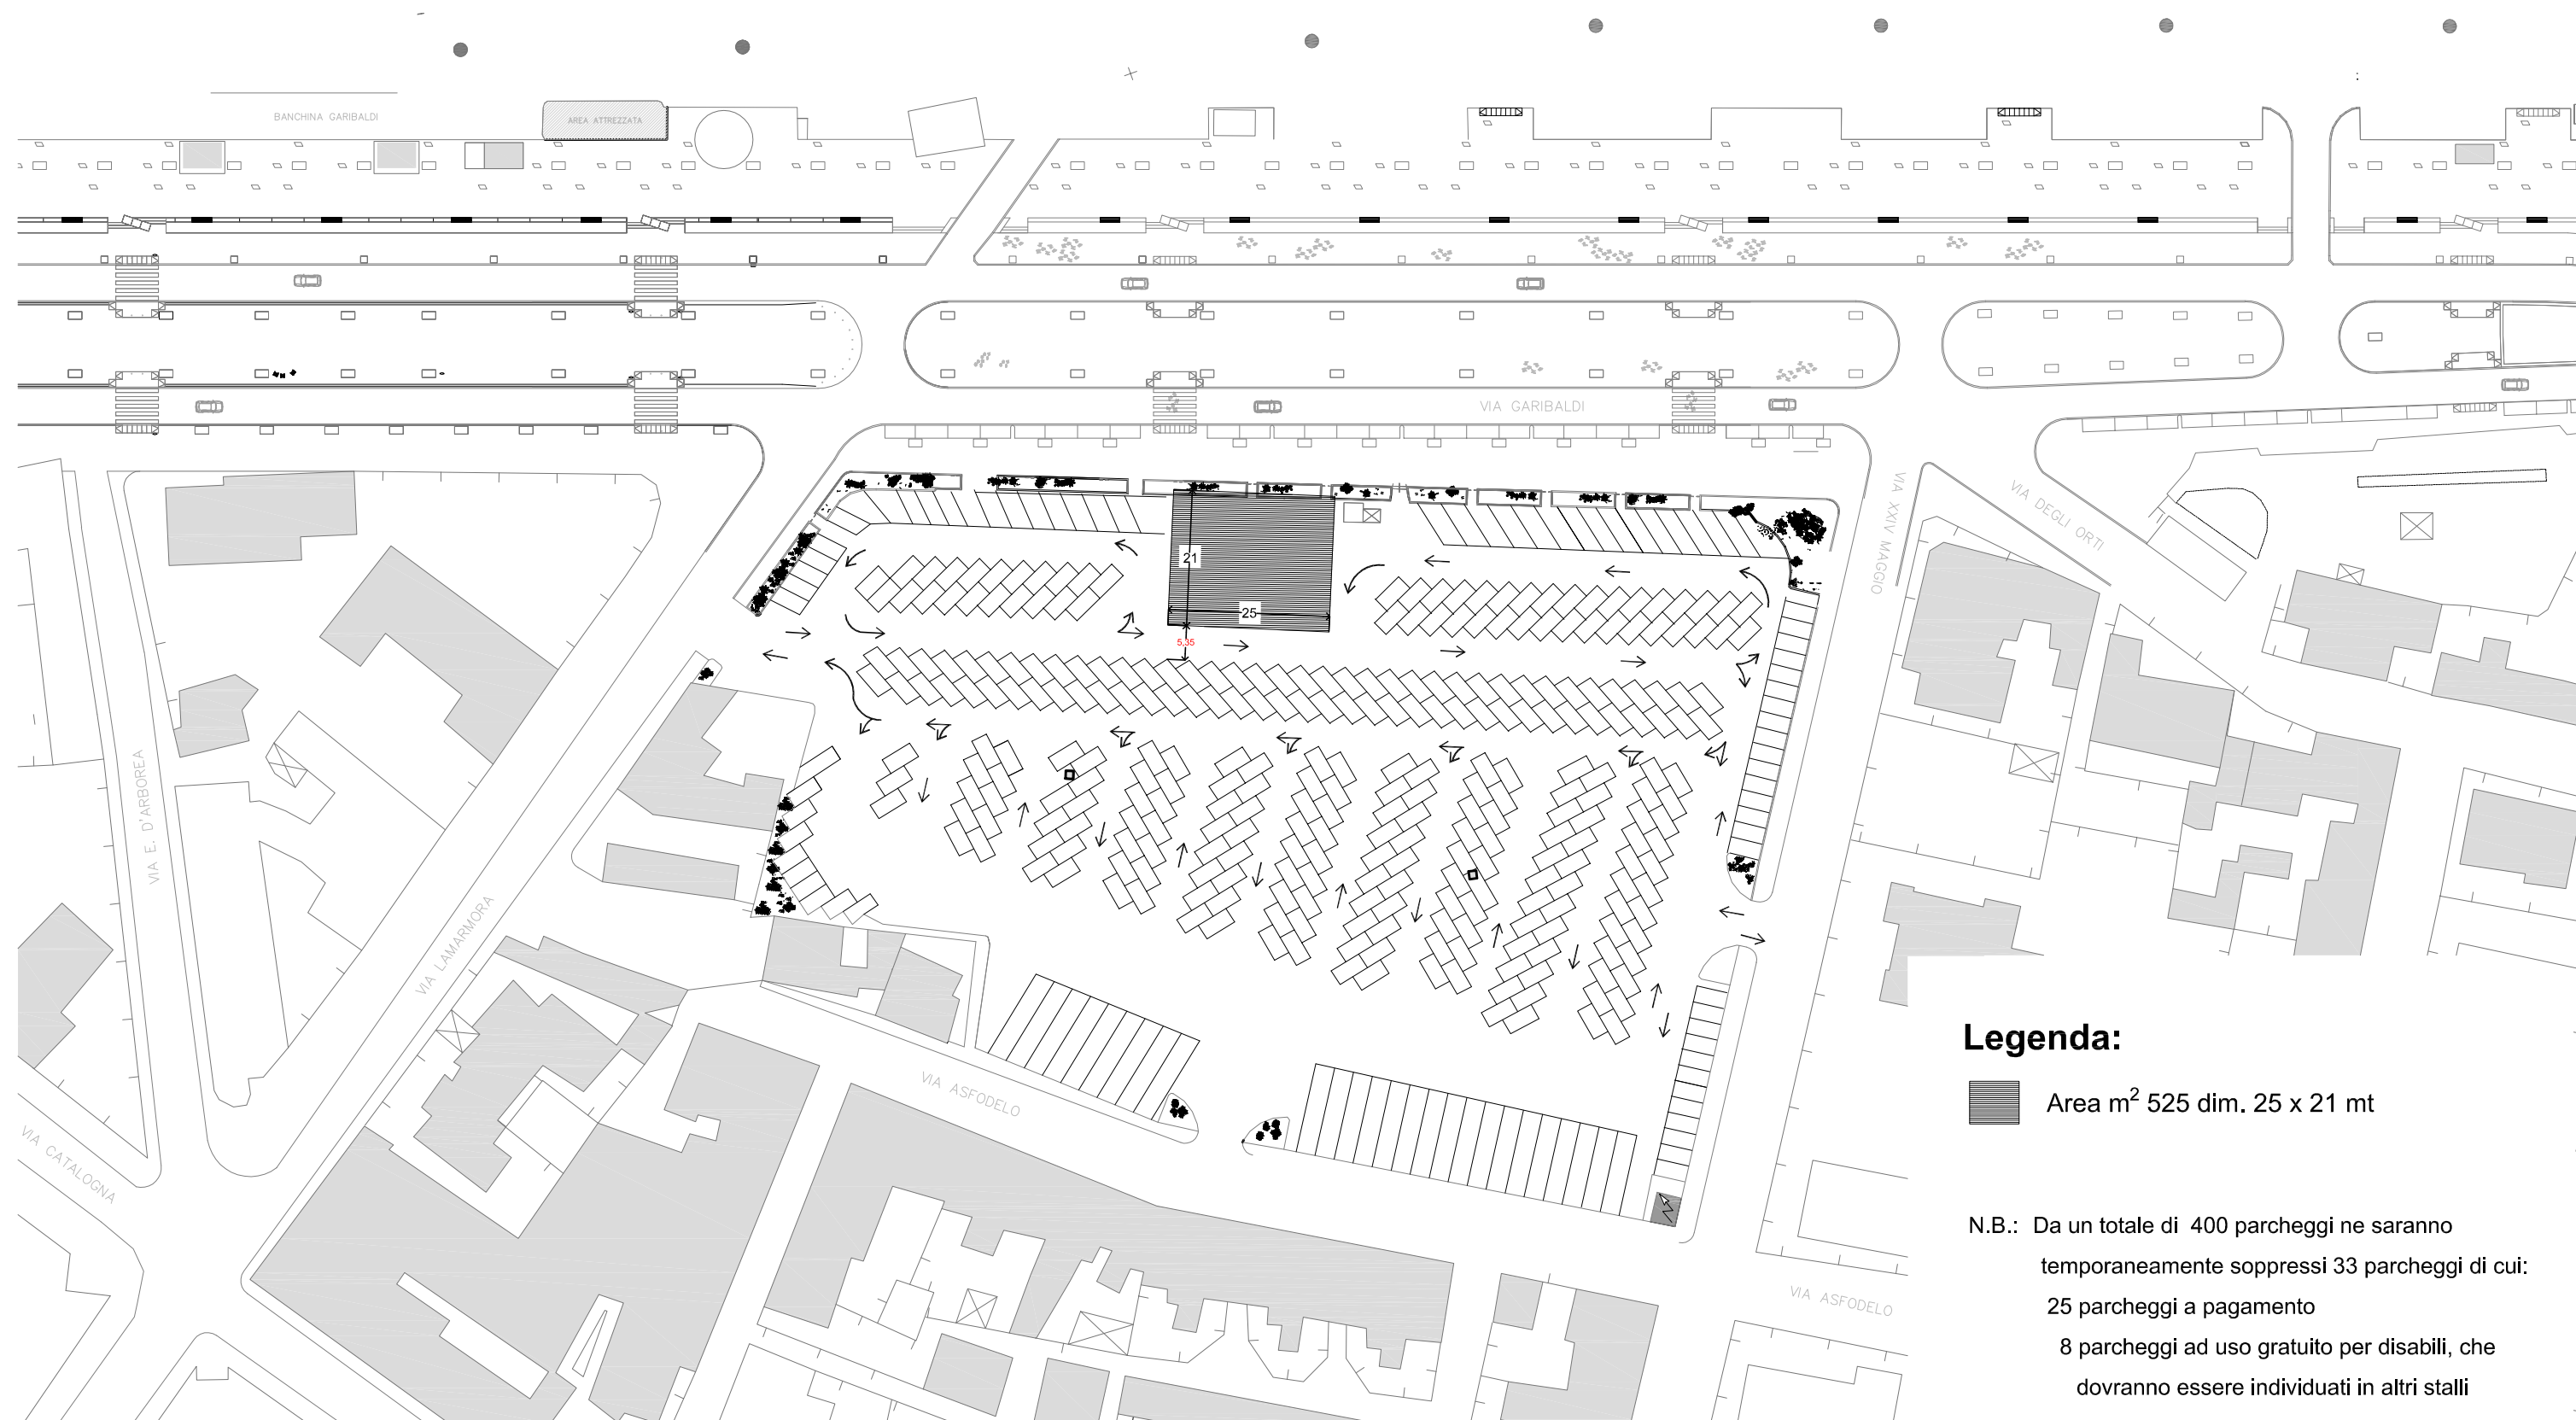 BANCHINA GARIBALDI
AREA ATTREZZATA
VIA GARIBALDI
VIA XXIV MAGGIO
VIA DEGLI ORTI
21
25
5,35
VIA E. D'ARBOREA
VIA LAMARMORA
VIA ASFODELO
VIA CATALOGNA
VIA ASFODELO
Legenda:
Area m² 525 dim. 25 x 21 mt
N.B.: Da un totale di 400 parcheggi ne saranno
temporaneamente soppressi 33 parcheggi di cui:
25 parcheggi a pagamento
8 parcheggi ad uso gratuito per disabili, che
dovranno essere individuati in altri stalli